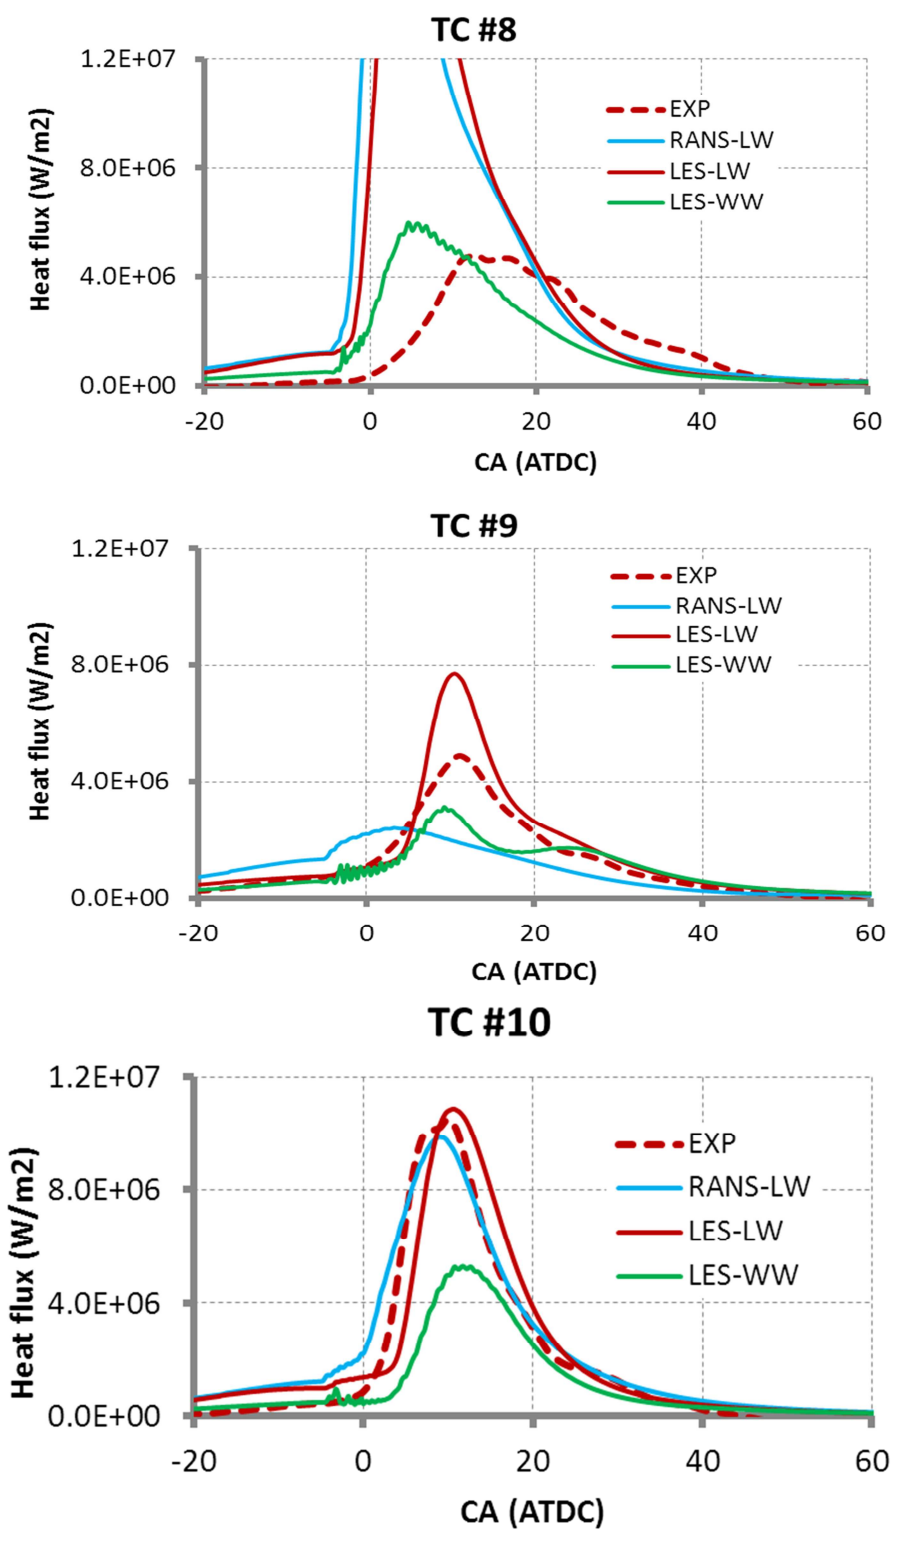 TC #8
1.2E+07
8.0E+06
4.0E+06
0.0E+00
Heat flux (W/m2)
EXP
RANS-LW
LES-LW
LES-WW
-20 0 20 40 60
CA (ATDC)
TC #9
1.2E+07
8.0E+06
4.0E+06
0.0E+00
Heat flux (W/m2)
EXP
RANS-LW
LES-LW
LES-WW
-20 0 20 40 60
CA (ATDC)
TC #10
1.2E+07
8.0E+06
4.0E+06
0.0E+00
Heat flux (W/m2)
EXP
RANS-LW
LES-LW
LES-WW
-20 0 20 40 60
CA (ATDC)